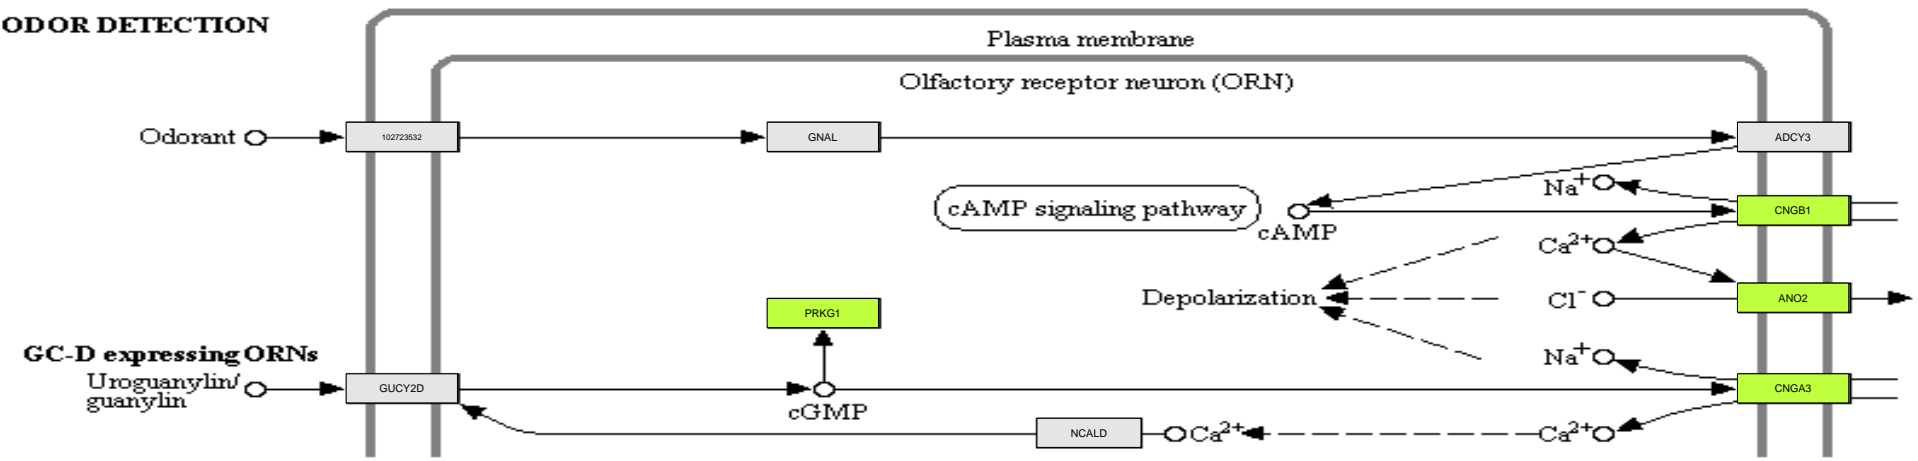 ODOR DETECTION
Plasma membrane
Olfactory receptor neuron (ORN)
Odorant
102723532
GNAL
ADCY3
Na+
cAMP signaling pathway
CNGB1
cAMP
Ca2+
Depolarization
Cl-
ANO2
PRKG1
GC-D expressing ORNs
Na+
Uroguanylin/
guanylin
GUCY2D
CNGA3
cGMP
NCALD
Ca2+
Ca2+